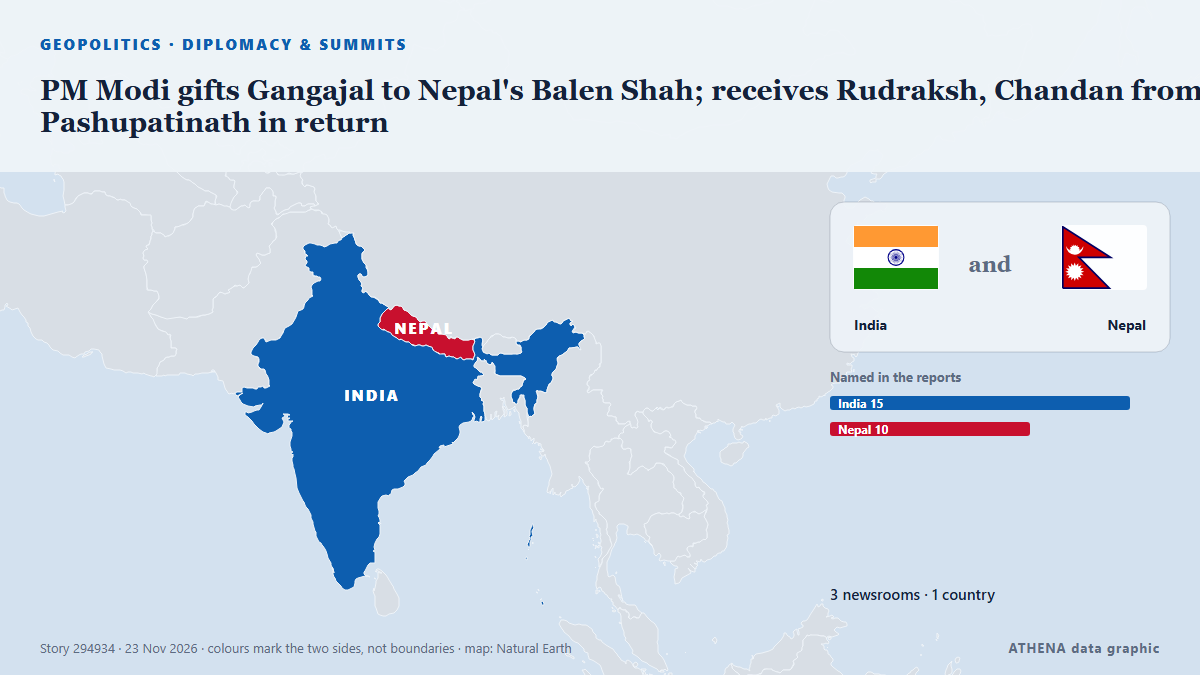 GEOPOLITICS · DIPLOMACY & SUMMITS
PM Modi gifts Gangajal to Nepal's Balen Shah; receives Rudraksh, Chandan from
Pashupatinath in return
and
India
Nepal
Named in the reports
India 15
Nepal 10
NEPAL
INDIA
3 newsrooms · 1 country
Story 294934 · 23 Nov 2026 · colours mark the two sides, not boundaries · map: Natural Earth
ATHENA data graphic